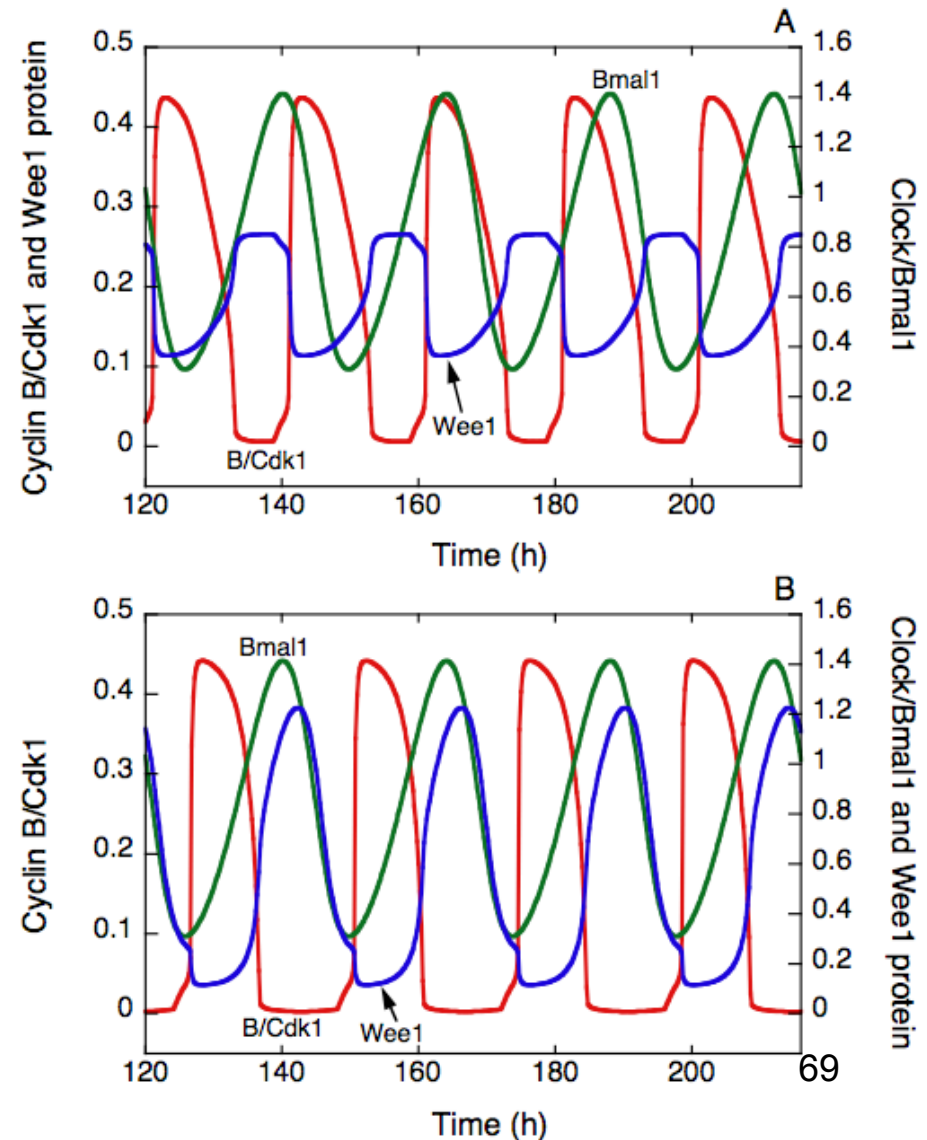 A
Cyclin B/Cdk1 and Wee1 protein
0.5
0.4
0.3
0.2
0.1
0
Bmal1
Wee1
B/Cdk1
1.6
1.4
1.2
1
0.8
0.6
0.4
0.2
0
Clock/Bmal1
120 140 160 180 200
Time (h)
B
Cyclin B/Cdk1
0.5
0.4
0.3
0.2
0.1
0
Bmal1
B/Cdk1
Wee1
1.6
1.4
1.2
1
0.8
0.6
0.4
0.2
0
Clock/Bmal1 and Wee1 protein
120 140 160 180 200
69
Time (h)